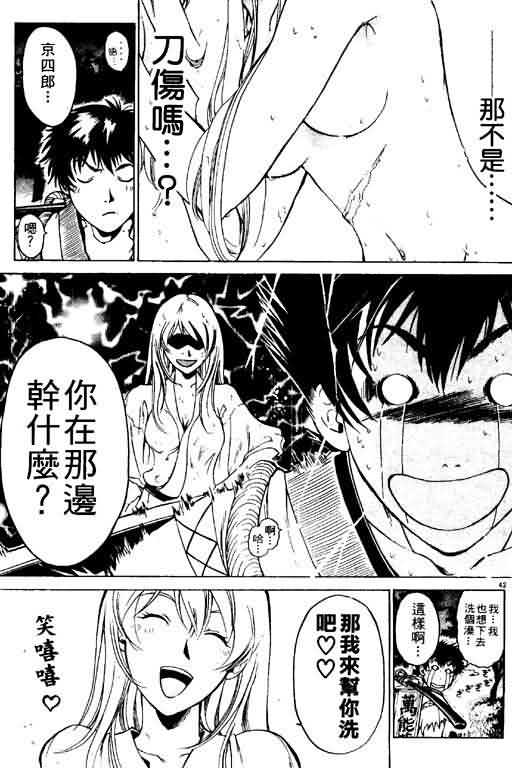 那不是……
刀傷嗎…?
…嗯…
京四郎…
嗯?
啊…
哈…
你在那邊
幹什麼?
42
我…我
也想下去
洗個澡…
這樣啊…
萬能
那我來幫你洗
吧♡♡
笑嘻嘻♡